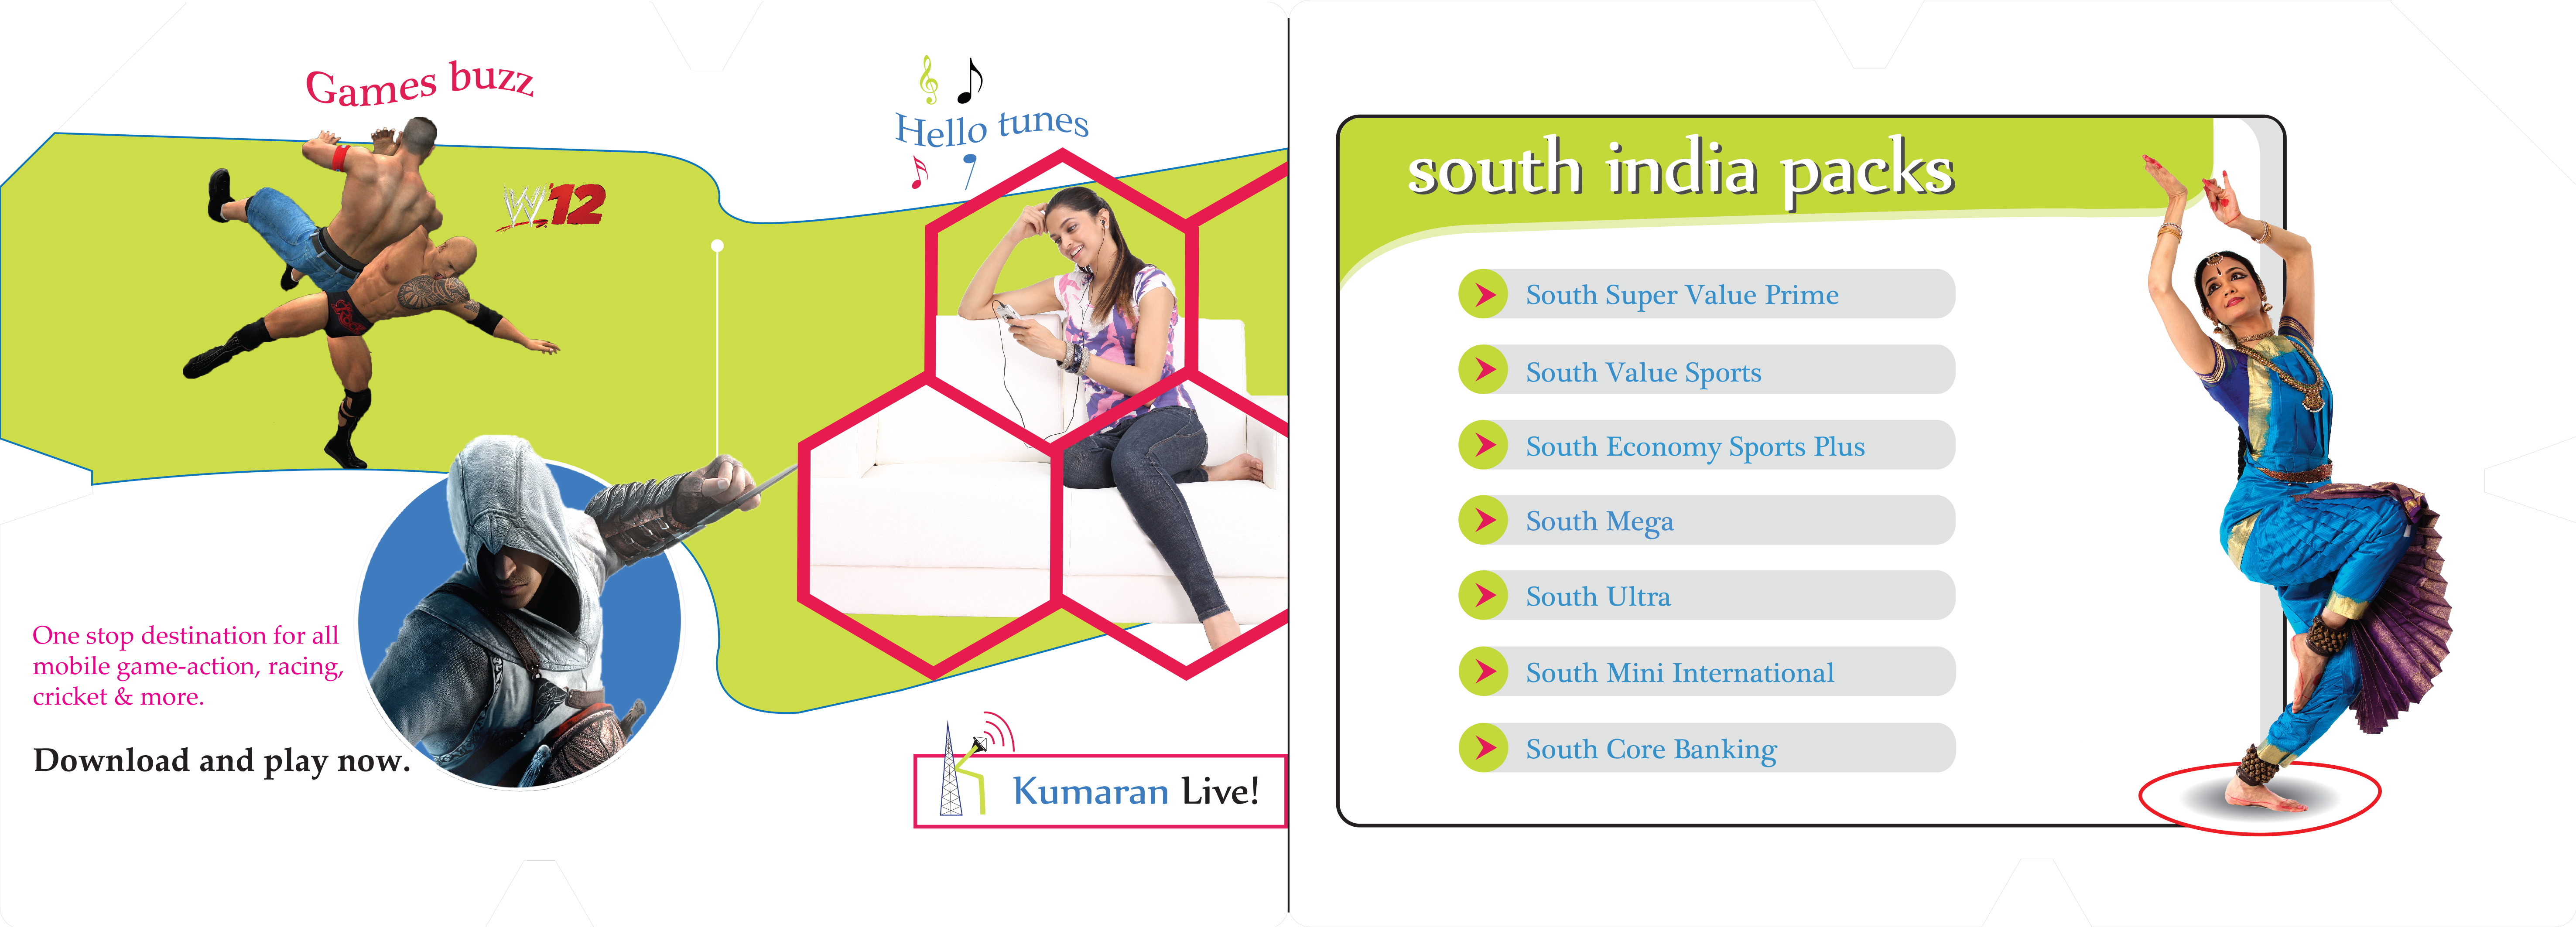 Games buzz
W'12
One stop destination for all
mobile game-action, racing,
cricket & more.
Download and play now.
Hello tunes
Kumaran Live!
south india packs
South Super Value Prime
South Value Sports
South Economy Sports Plus
South Mega
South Ultra
South Mini International
South Core Banking